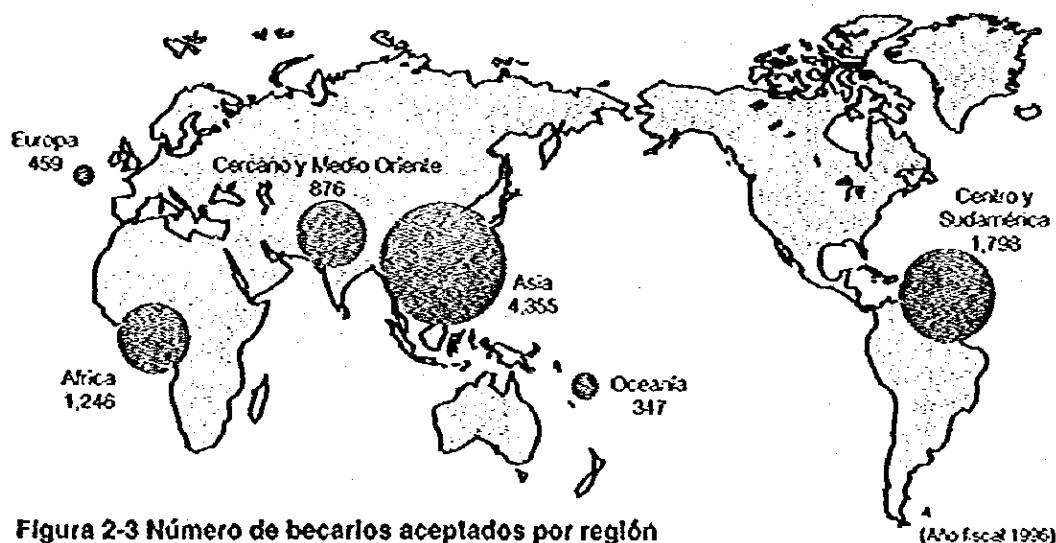 Europa
459
Cercano y Medio Oriente
876
Centro y
Sudamérica
1,798
Asia
4,355
Africa
1,246
Oceanía
347
Figura 2-3 Número de becarios aceptados por región
(Año fiscal 1996)